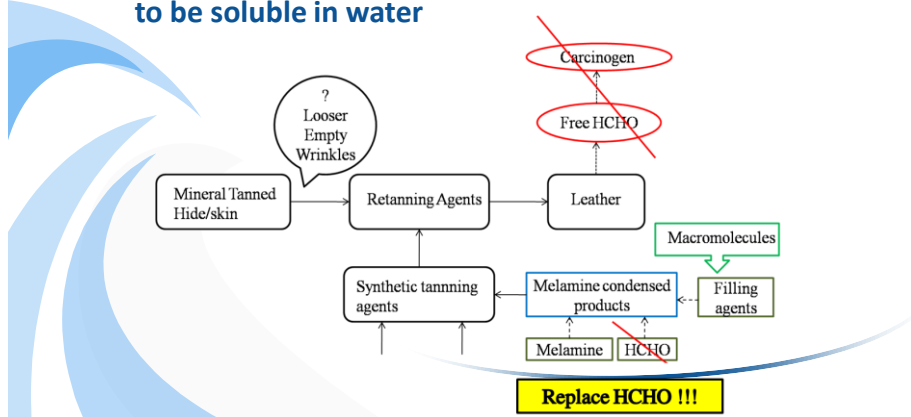 to be soluble in water
Carcinogen
?
Looser
Empty
Wrinkles
Free HCHO
Mineral Tanned
Hide/skin
Retanning Agents
Leather
Macromolecules
Synthetic tannning
agents
Melamine condensed
products
Filling
agents
Melamine
HCHO
Replace HCHO !!!